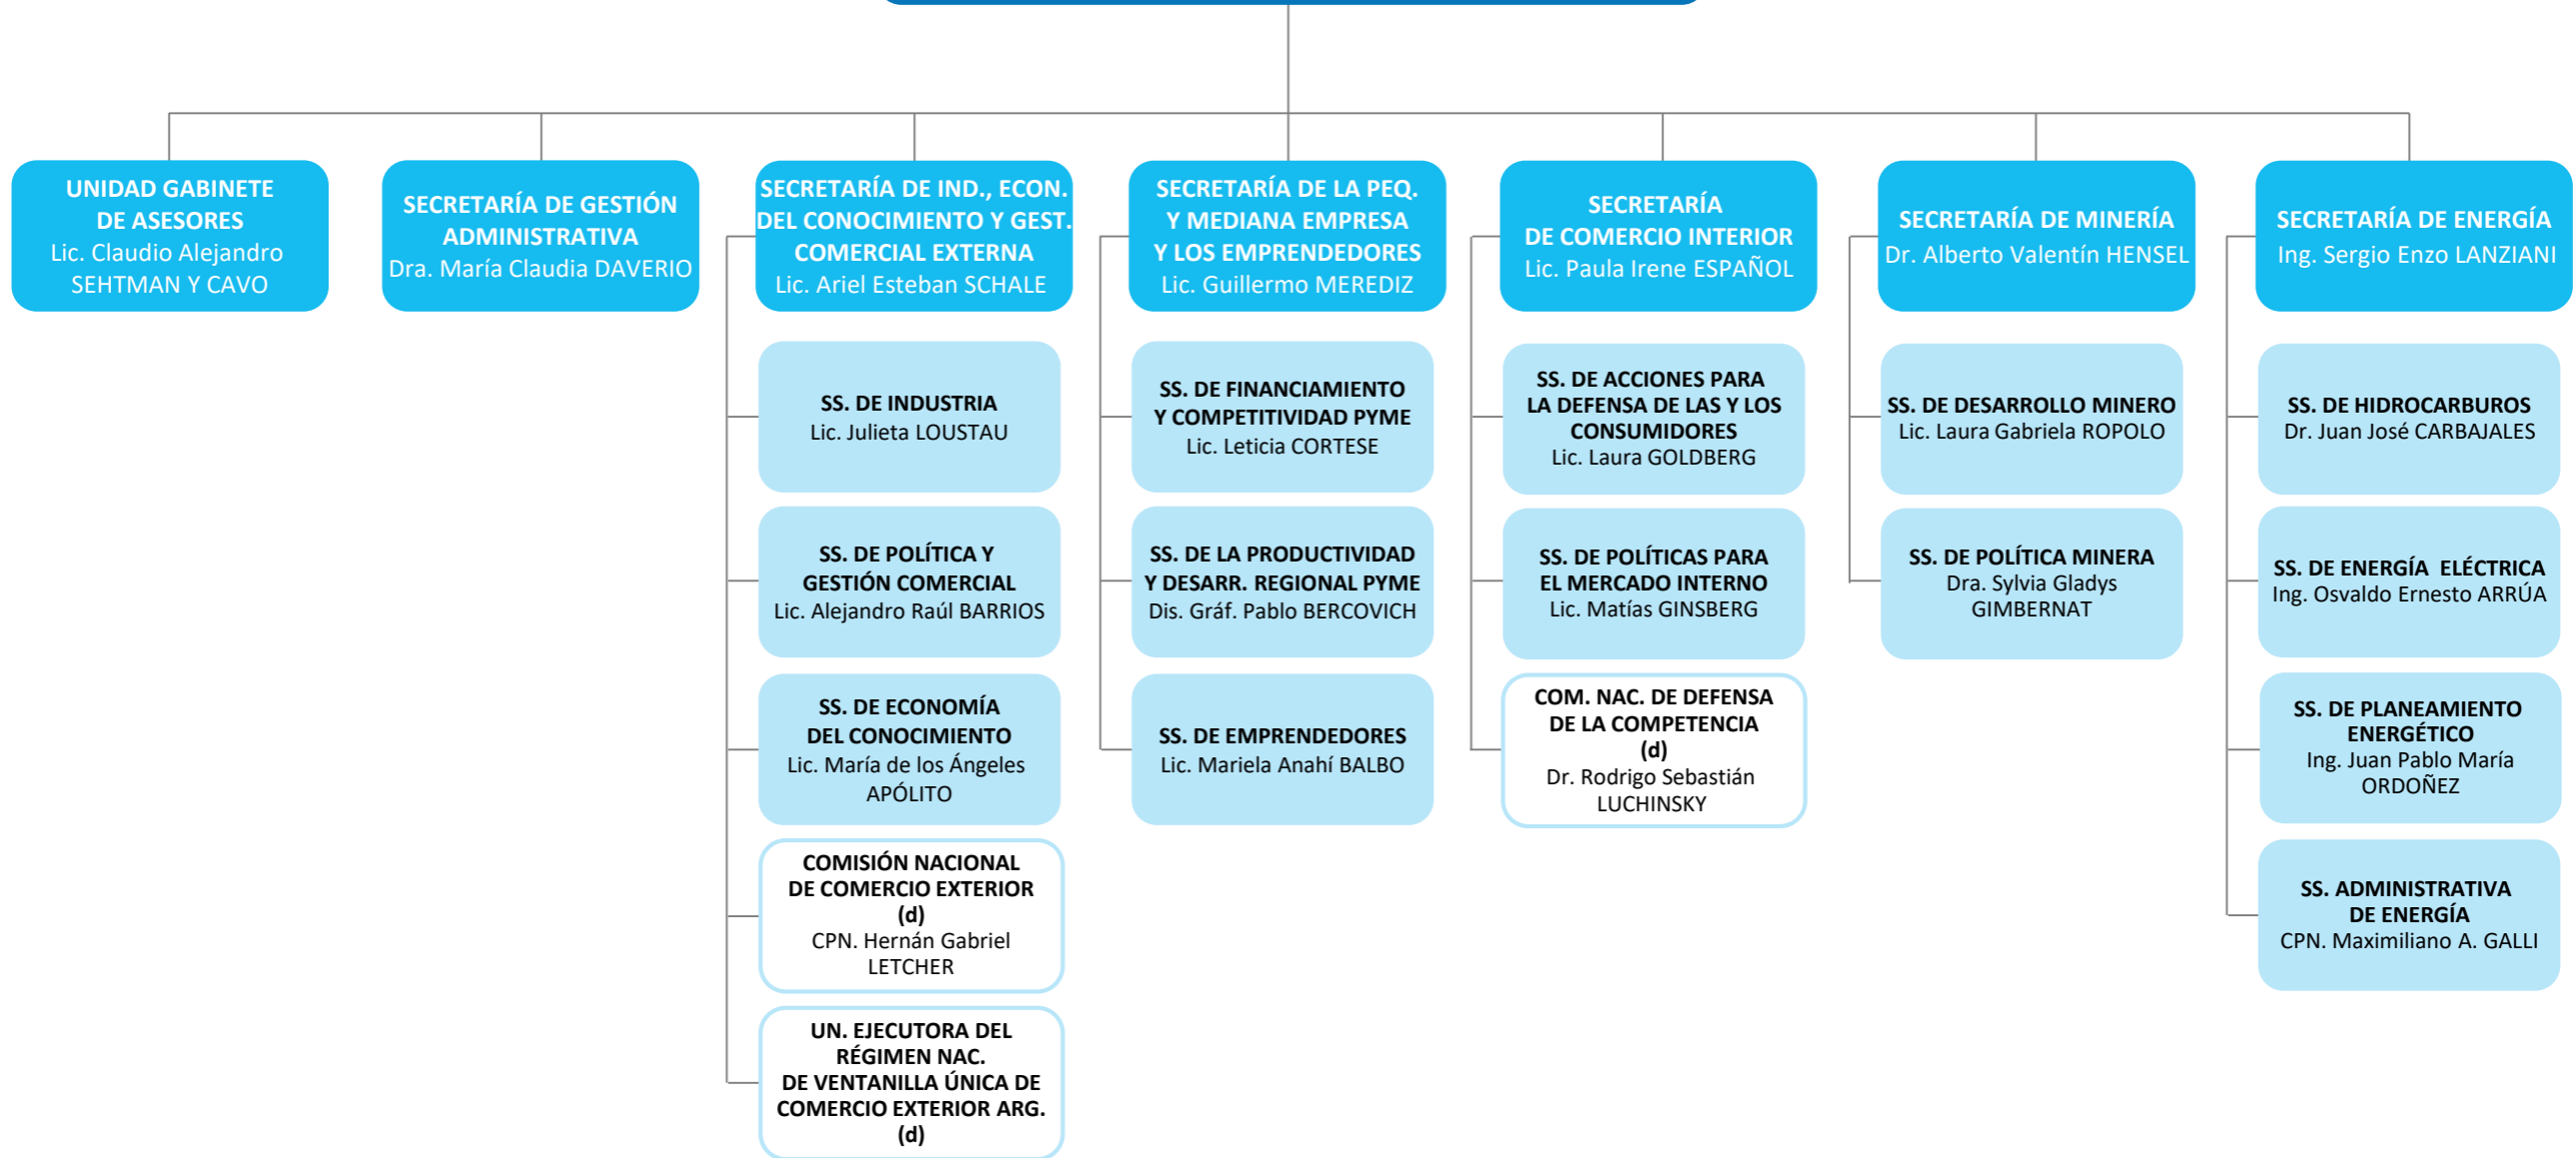 UNIDAD GABINETE
DE ASESORES
Lic. Claudio Alejandro
SEHTMAN Y CAVO
SECRETARÍA DE GESTIÓN
ADMINISTRATIVA
Dra. María Claudia DAVERIO
SECRETARÍA DE IND., ECON.
DEL CONOCIMIENTO Y GEST.
COMERCIAL EXTERNA
Lic. Ariel Esteban SCHALE
SECRETARÍA DE LA PEQ.
Y MEDIANA EMPRESA
Y LOS EMPRENDEDORES
Lic. Guillermo MEREDIZ
SECRETARÍA
DE COMERCIO INTERIOR
Lic. Paula Irene ESPAÑOL
SECRETARÍA DE MINERÍA
Dr. Alberto Valentín HENSEL
SECRETARÍA DE ENERGÍA
Ing. Sergio Enzo LANZIANI
SS. DE INDUSTRIA
Lic. Julieta LOUSTAU
SS. DE POLÍTICA Y
GESTIÓN COMERCIAL
Lic. Alejandro Raúl BARRIOS
SS. DE ECONOMÍA
DEL CONOCIMIENTO
Lic. María de los Ángeles
APÓLITO
COMISIÓN NACIONAL
DE COMERCIO EXTERIOR
(d)
CPN. Hernán Gabriel
LETCHER
UN. EJECUTORA DEL
RÉGIMEN NAC.
DE VENTANILLA ÚNICA DE
COMERCIO EXTERIOR ARG.
(d)
SS. DE FINANCIAMIENTO
Y COMPETITIVIDAD PYME
Lic. Leticia CORTESE
SS. DE LA PRODUCTIVIDAD
Y DESARR. REGIONAL PYME
Dis. Gráf. Pablo BERCOVICH
SS. DE EMPRENDEDORES
Lic. Mariela Anahí BALBO
SS. DE ACCIONES PARA
LA DEFENSA DE LAS Y LOS
CONSUMIDORES
Lic. Laura GOLDBERG
SS. DE POLÍTICAS PARA
EL MERCADO INTERNO
Lic. Matías GINSBERG
COM. NAC. DE DEFENSA
DE LA COMPETENCIA
(d)
Dr. Rodrigo Sebastián
LUCHINSKY
SS. DE DESARROLLO MINERO
Lic. Laura Gabriela ROPOLO
SS. DE POLÍTICA MINERA
Dra. Sylvia Gladys
GIMBERNAT
SS. DE HIDROCARBUROS
Dr. Juan José CARBAJALES
SS. DE ENERGÍA ELÉCTRICA
Ing. Osvaldo Ernesto ARRÚA
SS. DE PLANEAMIENTO
ENERGÉTICO
Ing. Juan Pablo María
ORDOÑEZ
SS. ADMINISTRATIVA
DE ENERGÍA
CPN. Maximiliano A. GALLI